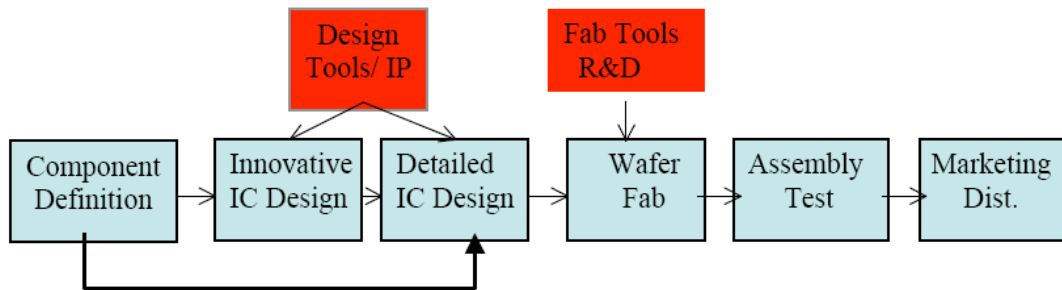 Design
Tools/ IP
Fab Tools
R&D
Component
Definition
Innovative
IC Design
Detailed
IC Design
Wafer
Fab
Assembly
Test
Marketing
Dist.